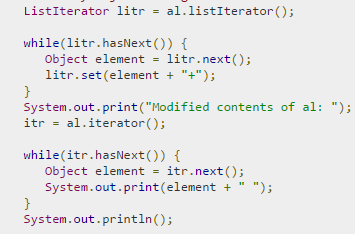 ListIterator litr = al.listIterator();
while(litr.hasNext()) {
Object element = litr.next();
litr.set(element + "+");
}
System.out.print("Modified contents of al: ");
itr = al.iterator();
while(itr.hasNext()) {
Object element = itr.next();
System.out.print(element + " ");
}
System.out.println();